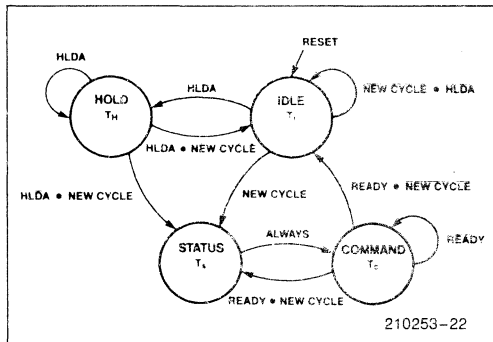 RESET
HLDA
HLDA
HOLD
TH
IDLE
Ti
NEW CYCLE • HLDA
HLDA • NEW CYCLE
HLDA • NEW CYCLE
NEW CYCLE
READY • NEW CYCLE
ALWAYS
STATUS
Ts
COMMAND
Tc
READY
READY • NEW CYCLE
210253-22